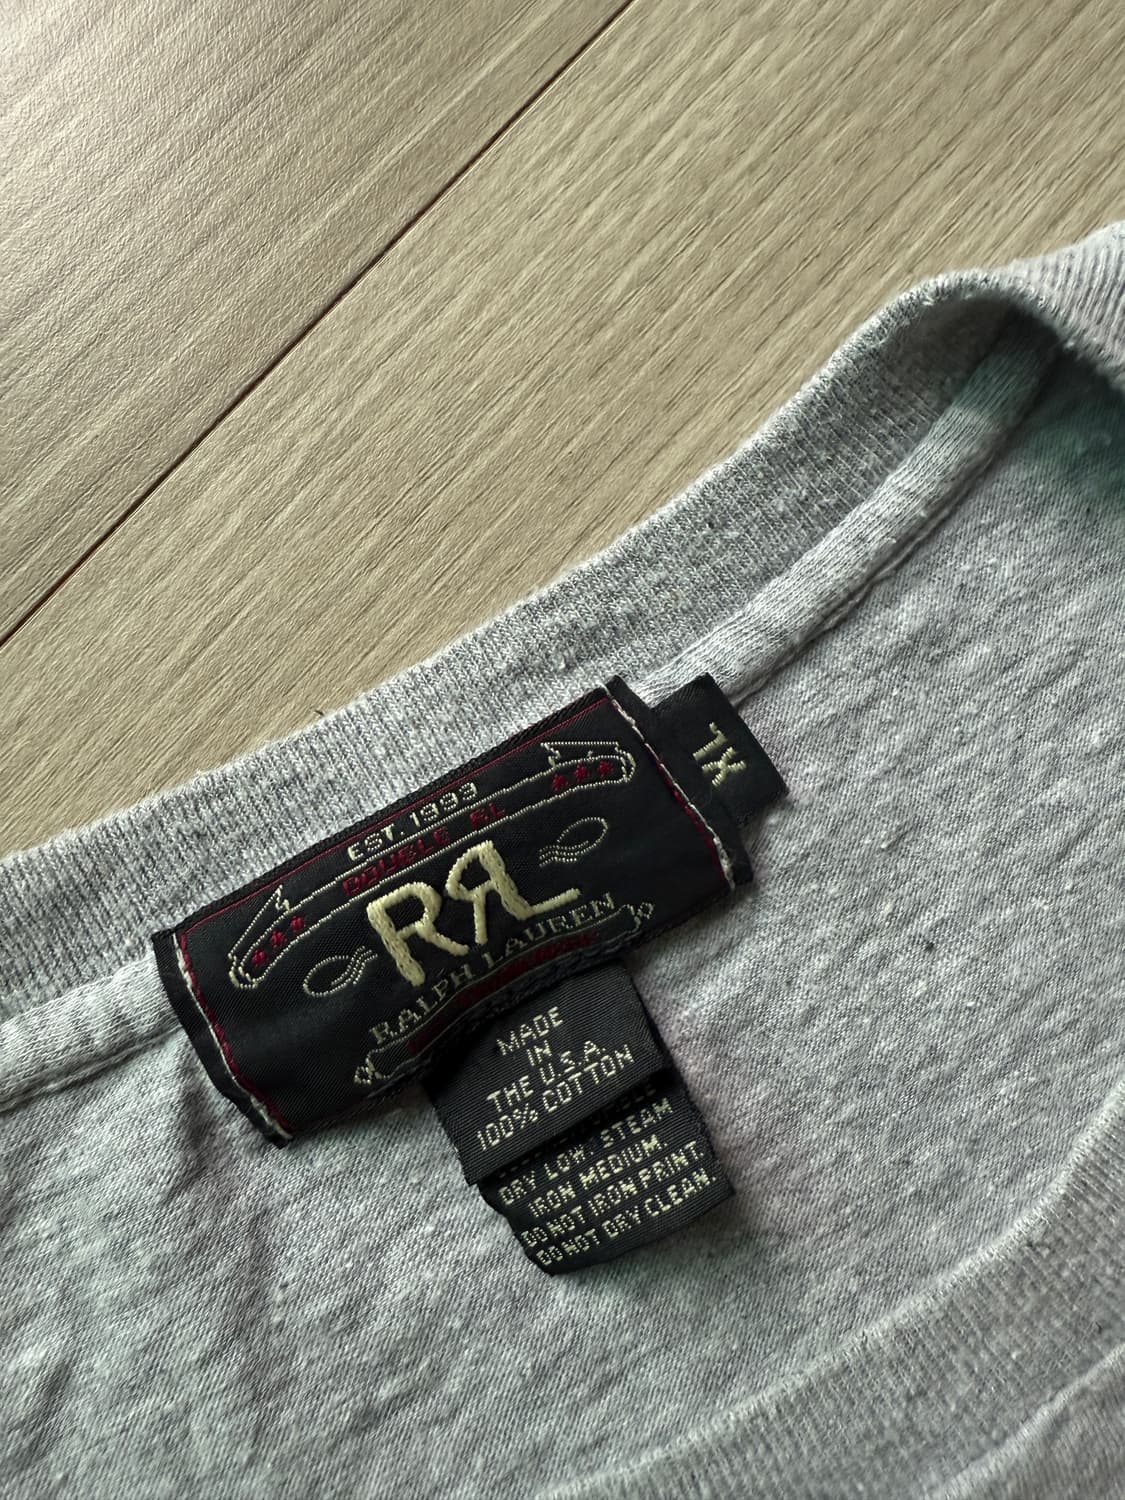 EST. 1993
DOUBLE RL
RRL
RALPH LAUREN
XL
MADE
IN
THE U.S.A.
100% COTTON
DRY LOW. STEAM
IRON MEDIUM.
DO NOT IRON PRINT.
DO NOT DRY CLEAN.